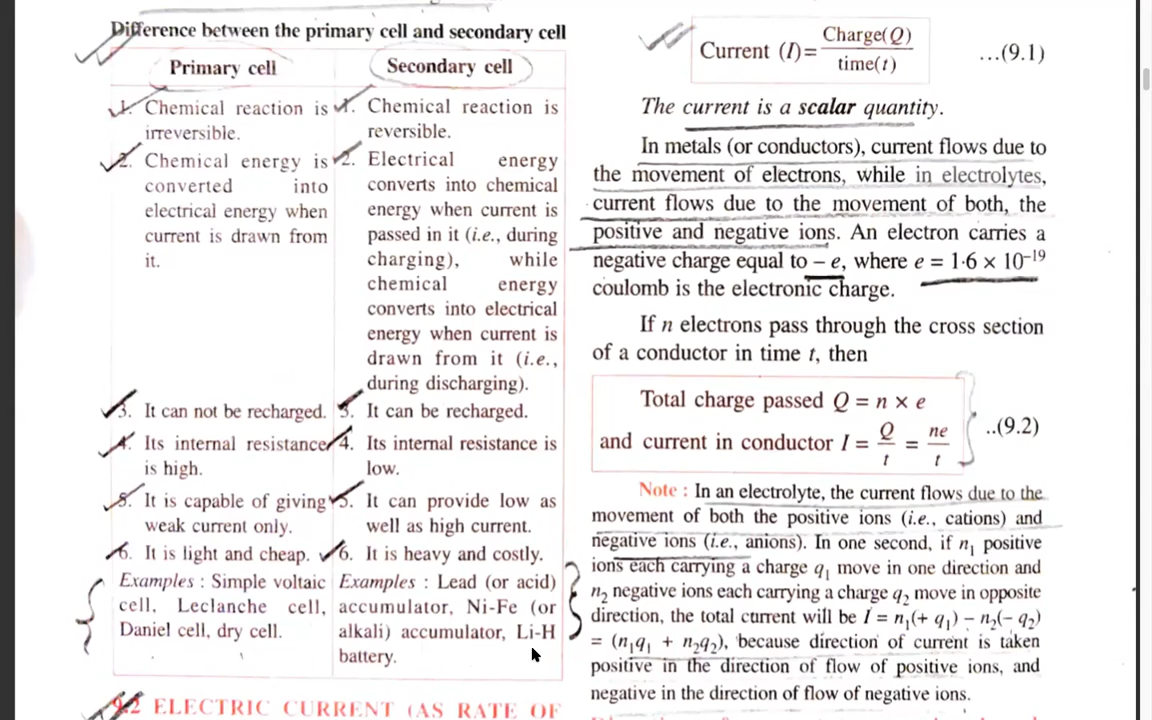 Difference between the primary cell and secondary cell
Primary cell
Secondary cell
1. Chemical reaction is
irreversible.
1. Chemical reaction is
reversible.
2. Chemical energy is
converted into
electrical energy when
current is drawn from
it.
2. Electrical energy
converts into chemical
energy when current is
passed in it (i.e., during
charging), while
chemical energy
converts into electrical
energy when current is
drawn from it (i.e.,
during discharging).
3. It can not be recharged.
3. It can be recharged.
4. Its internal resistance
is high.
4. Its internal resistance is
low.
5. It is capable of giving
weak current only.
5. It can provide low as
well as high current.
6. It is light and cheap.
6. It is heavy and costly.
Examples : Simple voltaic
cell, Leclanche cell,
Daniel cell, dry cell.
Examples : Lead (or acid)
accumulator, Ni-Fe (or
alkali) accumulator, Li-H
battery.
9.2 ELECTRIC CURRENT (AS RATE OF
Current (I) = Charge(Q) / time(t) ...(9.1)
The current is a scalar quantity.
In metals (or conductors), current flows due to
the movement of electrons, while in electrolytes,
current flows due to the movement of both, the
positive and negative ions. An electron carries a
negative charge equal to – e, where e = 1·6 × 10⁻¹⁹
coulomb is the electronic charge.
If n electrons pass through the cross section
of a conductor in time t, then
Total charge passed Q = n × e
and current in conductor I = Q/t = ne/t ..(9.2)
Note : In an electrolyte, the current flows due to the
movement of both the positive ions (i.e., cations) and
negative ions (i.e., anions). In one second, if n₁ positive
ions each carrying a charge q₁ move in one direction and
n₂ negative ions each carrying a charge q₂ move in opposite
direction, the total current will be I = n₁(+ q₁) – n₂(– q₂)
= (n₁q₁ + n₂q₂), because direction of current is taken
positive in the direction of flow of positive ions, and
negative in the direction of flow of negative ions.